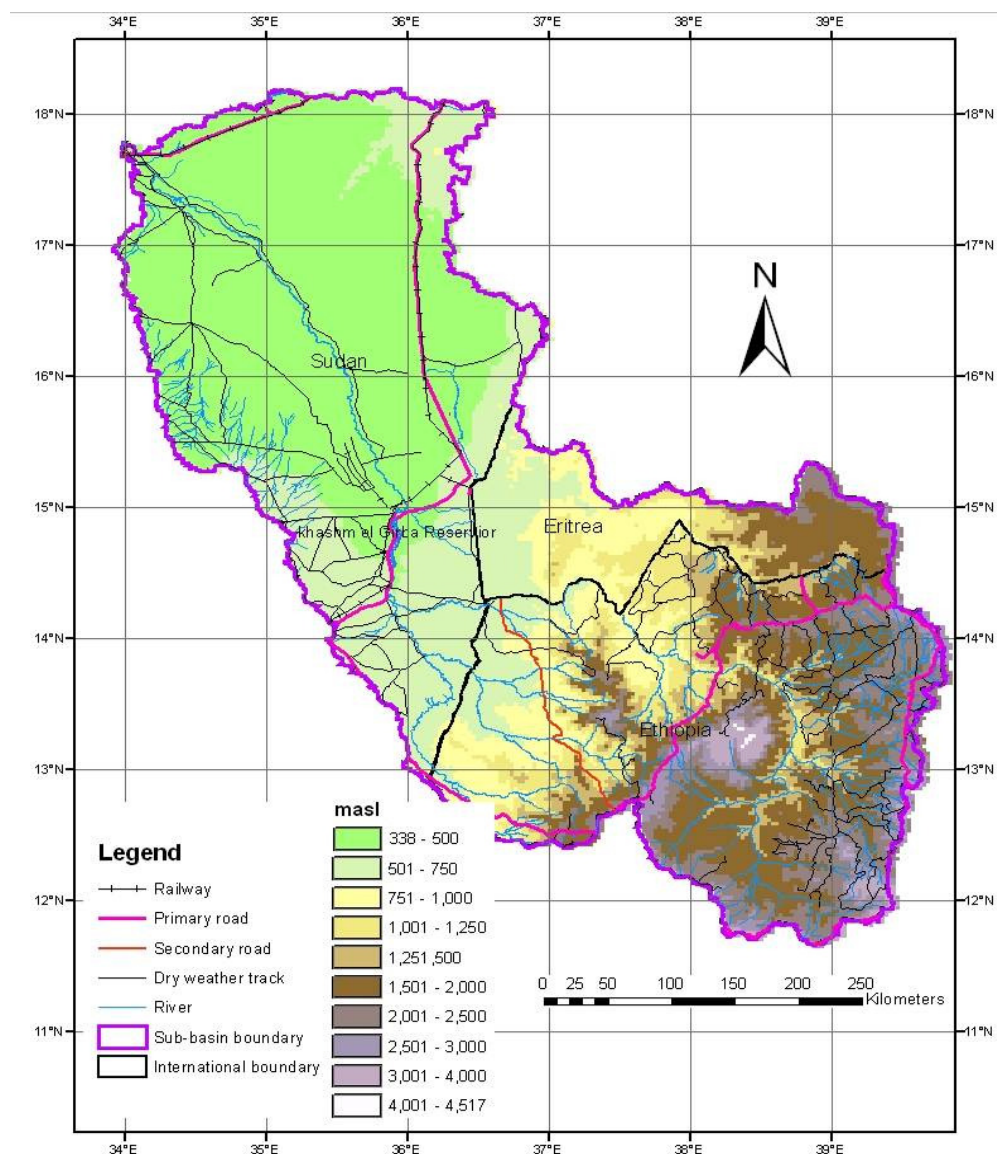 34°E 35°E 36°E 37°E 38°E 39°E
18°N 18°N
17°N 17°N
N
16°N 16°N
Sudan
15°N 15°N
khashm el Girba Reservior
Eritrea
14°N 14°N
Ethiopia
13°N 13°N
12°N 12°N
11°N 11°N
Legend
Railway
Primary road
Secondary road
Dry weather track
River
Sub-basin boundary
International boundary
masl
338 - 500
501 - 750
751 - 1,000
1,001 - 1,250
1,251,500
1,501 - 2,000
2,001 - 2,500
2,501 - 3,000
3,001 - 4,000
4,001 - 4,517
0 25 50 100 150 200 250
Kilometers
34°E 35°E 36°E 37°E 38°E 39°E